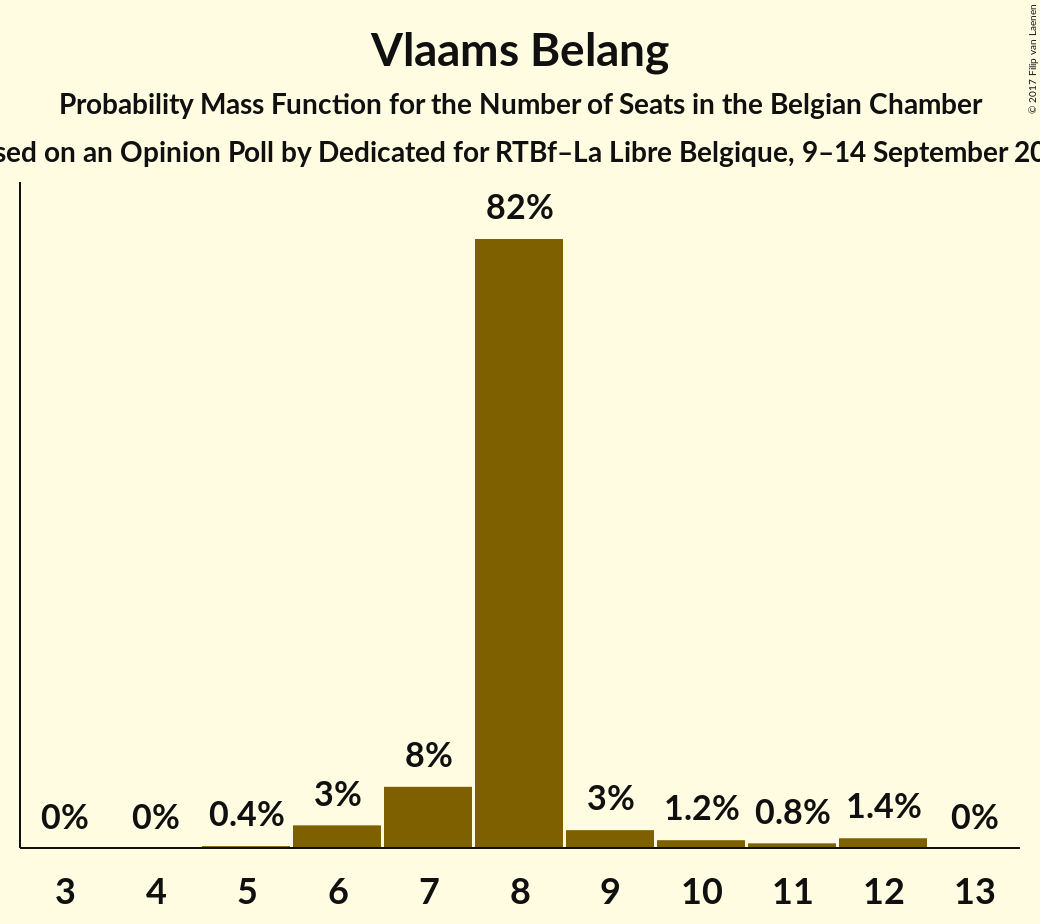 Vlaams Belang
Probability Mass Function for the Number of Seats in the Belgian Chamber
on an Opinion Poll by Dedicated for RTBf–La Libre Belgique, 9–14 September
82%
8%
3%
3%
1.2%
0.8%
1.4%
0%
0%
0.4%
0%
3 4 5 6 7 8 9 10 11 12 13
© 2017 Filip van Laenen